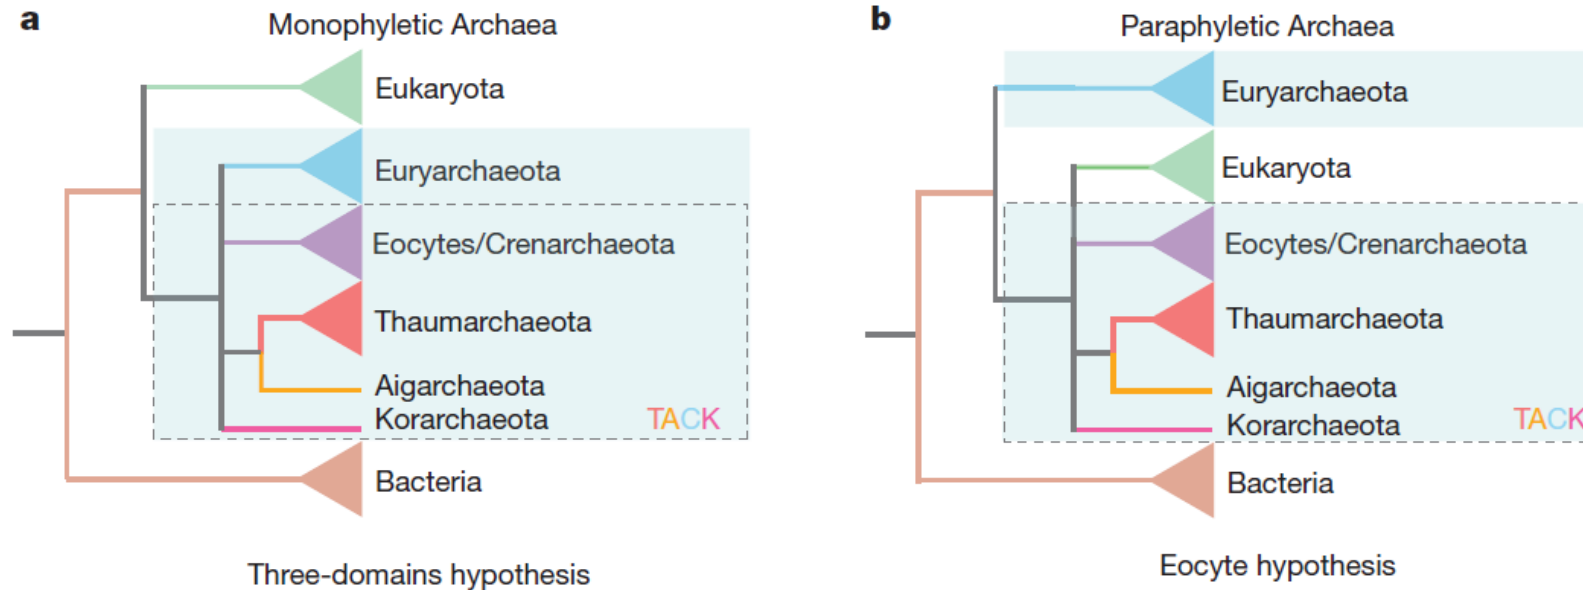 a
Monophyletic Archaea
Eukaryota
Euryarchaeota
Eocytes/Crenarchaeota
Thaumarchaeota
Aigarchaeota
Korarchaeota
TACK
Bacteria
Three-domains hypothesis
b
Paraphyletic Archaea
Euryarchaeota
Eukaryota
Eocytes/Crenarchaeota
Thaumarchaeota
Aigarchaeota
Korarchaeota
TACK
Bacteria
Eocyte hypothesis